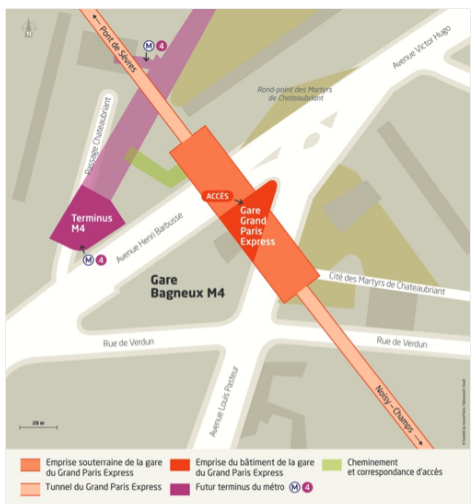 Pont de Sèvres
M 4
Avenue Victor Hugo
Rond-point des Martyrs
de Chateaubriant
Passage Chateaubriant
ACCÈS
Gare
Grand
Paris
Express
Terminus
M4
Avenue Henri Barbusse
M 4
Gare
Bagneux M4
Cité des Martyrs de Chateaubriant
Rue de Verdun
Rue de Verdun
Avenue Louis Pasteur
Noisy - Champs
20 m
Emprise souterraine de la gare
du Grand Paris Express
Emprise du bâtiment de la gare
du Grand Paris Express
Cheminement
et correspondance d'accès
Tunnel du Grand Paris Express
Futur terminus du métro M 4